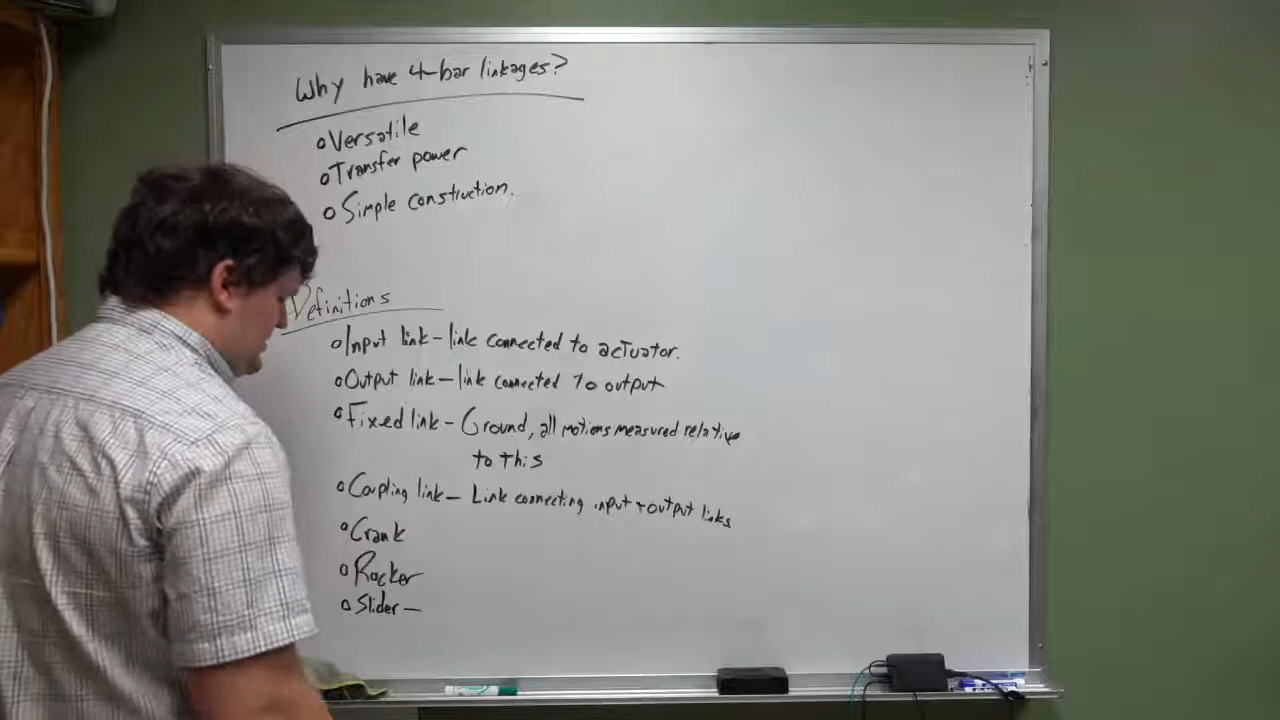 Why have 4-bar linkages?
o Versatile
o Transfer power
o Simple construction.
Definitions
o Input link - link connected to actuator.
o Output link - link connected to output
o Fixed link - Ground, all motions measured relative
to this
o Coupling link - Link connecting input + output links
o Crank
o Rocker
o Slider -